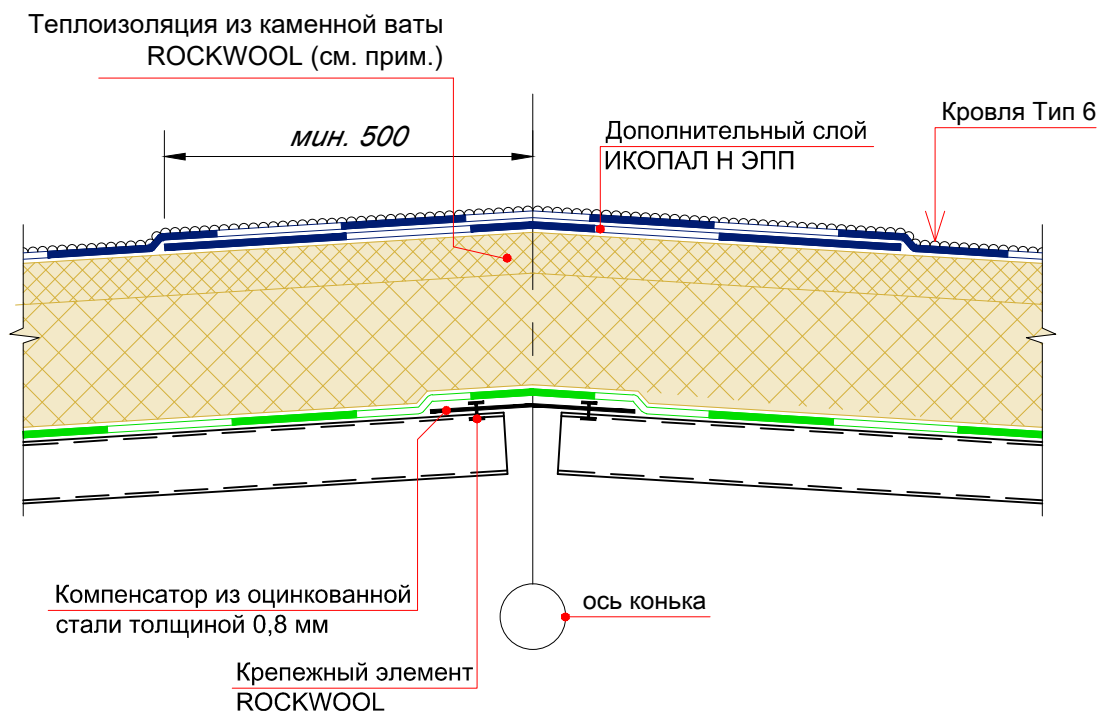 Теплоизоляция из каменной ваты
ROCKWOOL (см. прим.)
мин. 500
Дополнительный слой
ИКОПАЛ Н ЭПП
Кровля Тип 6
Компенсатор из оцинкованной
стали толщиной 0,8 мм
ось конька
Крепежный элемент
ROCKWOOL